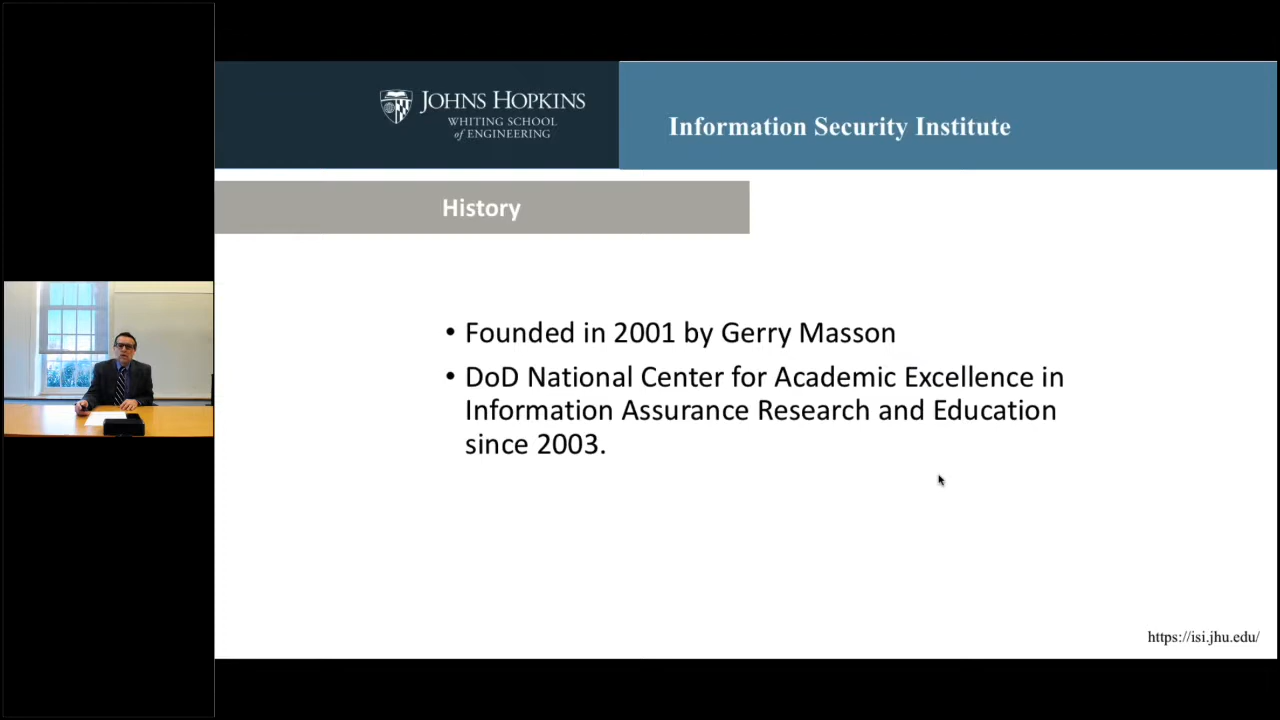 JOHNS HOPKINS
WHITING SCHOOL
of ENGINEERING
Information Security Institute
History
• Founded in 2001 by Gerry Masson
• DoD National Center for Academic Excellence in
Information Assurance Research and Education
since 2003.
https://isi.jhu.edu/